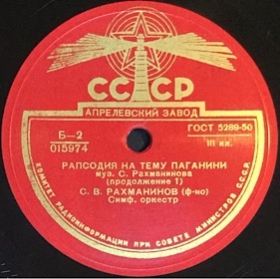 СССР
АПРЕЛЕВСКИЙ ЗАВОД
Б-2
ГОСТ 5289-50
015974
III кл.
РАПСОДИЯ НА ТЕМУ ПАГАНИНИ
муз. С. Рахманинова
(продолжение 1)
С. В. РАХМАНИНОВ (ф-но)
Симф. оркестр
КОМИТЕТ РАДИОИНФОРМАЦИИ ПРИ СОВЕТЕ МИНИСТРОВ СССР.